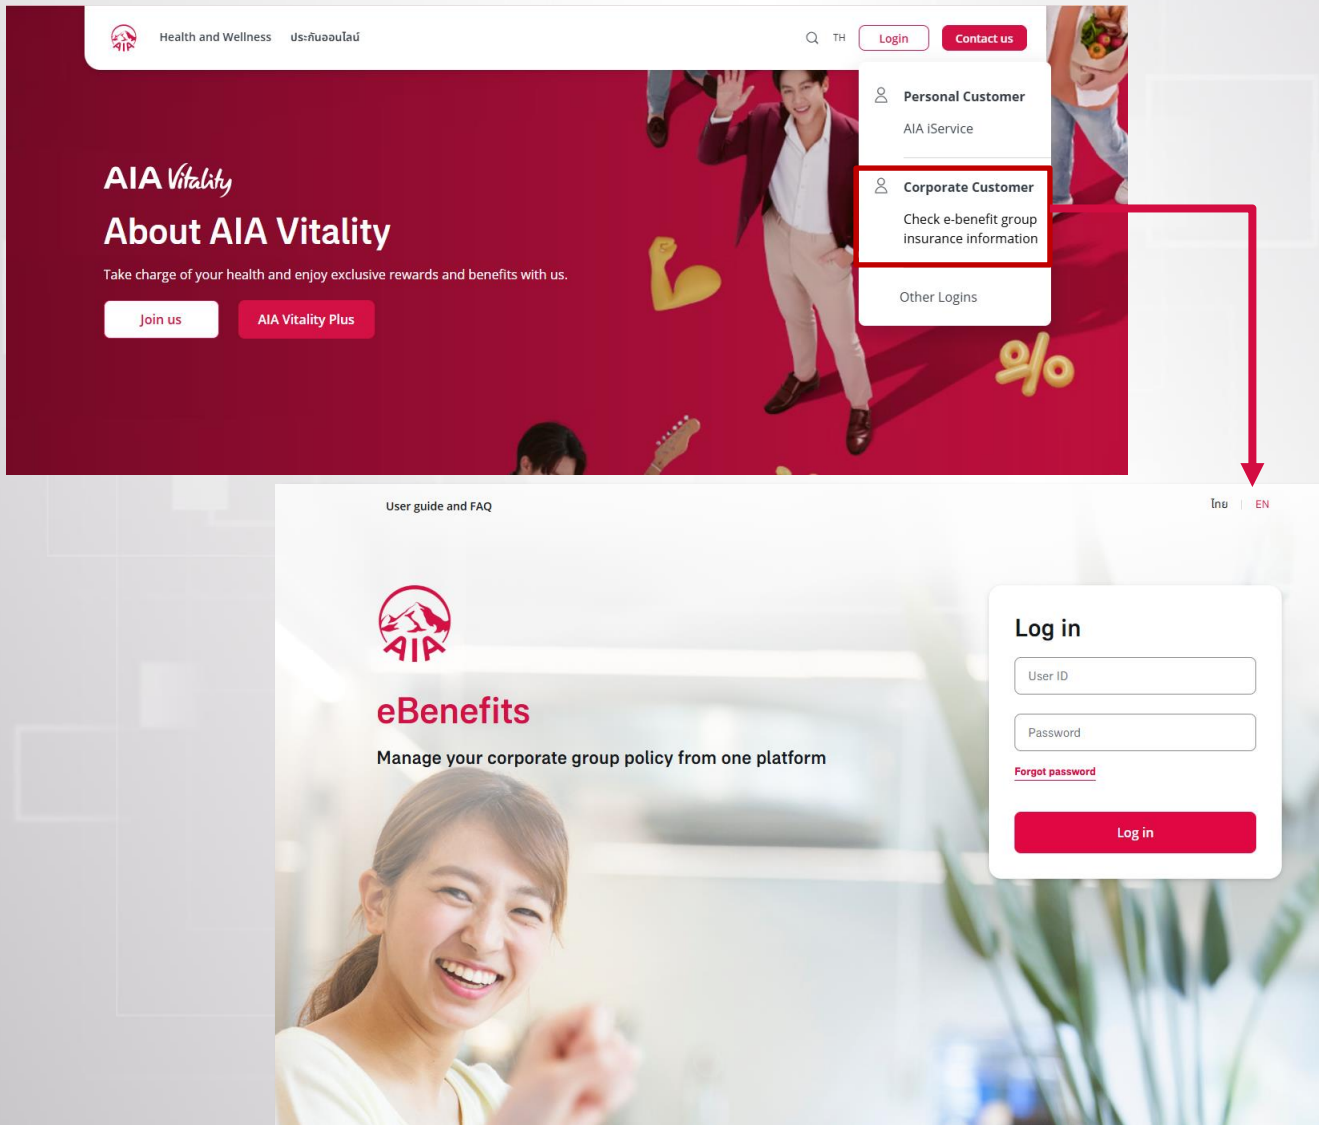 AIA
Health and Wellness
ประกันออนไลน์
TH
Login
Contact us
Personal Customer
AIA iService
Corporate Customer
Check e-benefit group
insurance information
Other Logins
AIA Vitality
About AIA Vitality
Take charge of your health and enjoy exclusive rewards and benefits with us.
Join us
AIA Vitality Plus
%
User guide and FAQ
ไทย
EN
AIA
eBenefits
Manage your corporate group policy from one platform
Log in
User ID
Password
Forgot password
Log in